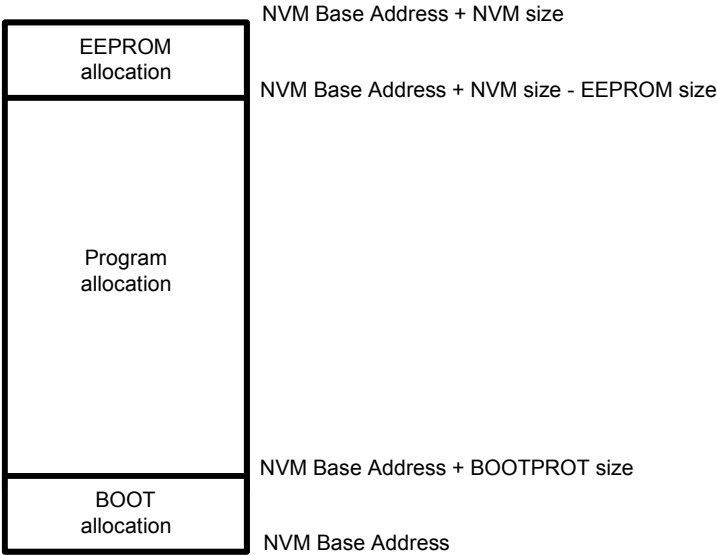 NVM Base Address + NVM size
EEPROM
allocation
NVM Base Address + NVM size - EEPROM size
Program
allocation
NVM Base Address + BOOTPROT size
BOOT
allocation
NVM Base Address